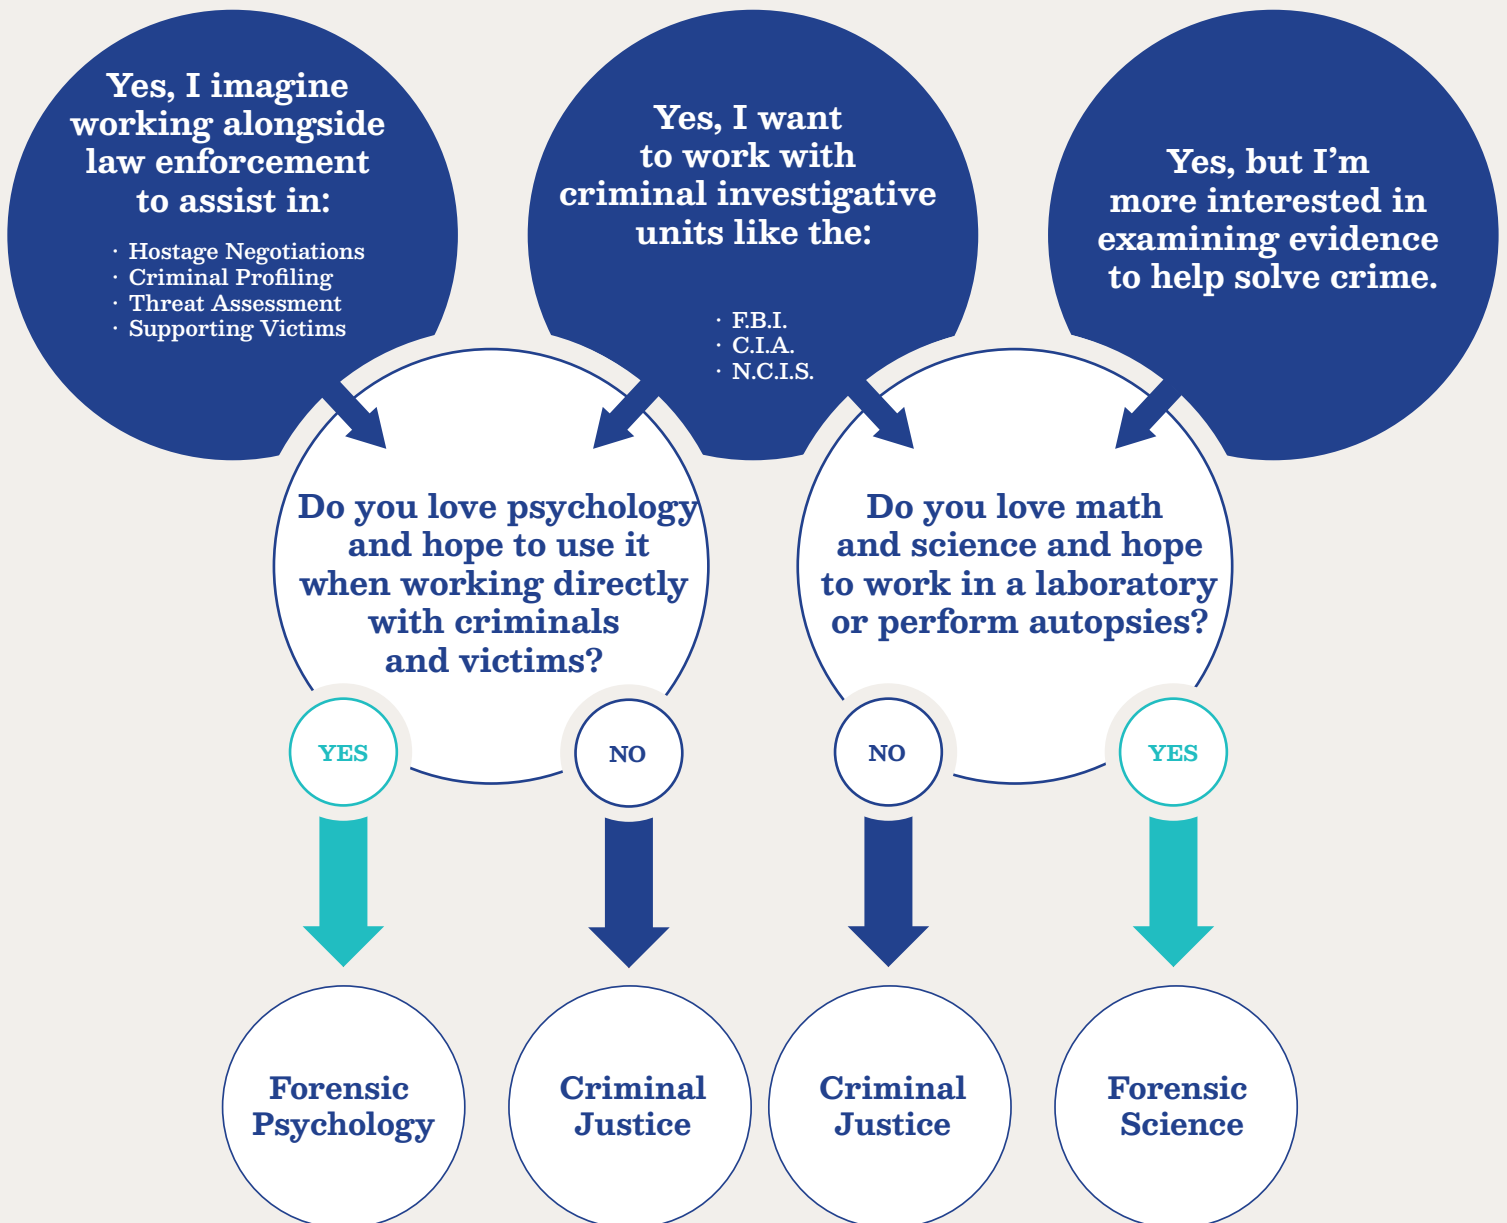 Yes, I imagine
working alongside
law enforcement
to assist in:
· Hostage Negotiations
· Criminal Profiling
· Threat Assessment
· Supporting Victims
Yes, I want
to work with
criminal investigative
units like the:
· F.B.I.
· C.I.A.
· N.C.I.S.
Yes, but I’m
more interested in
examining evidence
to help solve crime.
Do you love psychology
and hope to use it
when working directly
with criminals
and victims?
Do you love math
and science and hope
to work in a laboratory
or perform autopsies?
YES
NO
NO
YES
Forensic
Psychology
Criminal
Justice
Criminal
Justice
Forensic
Science